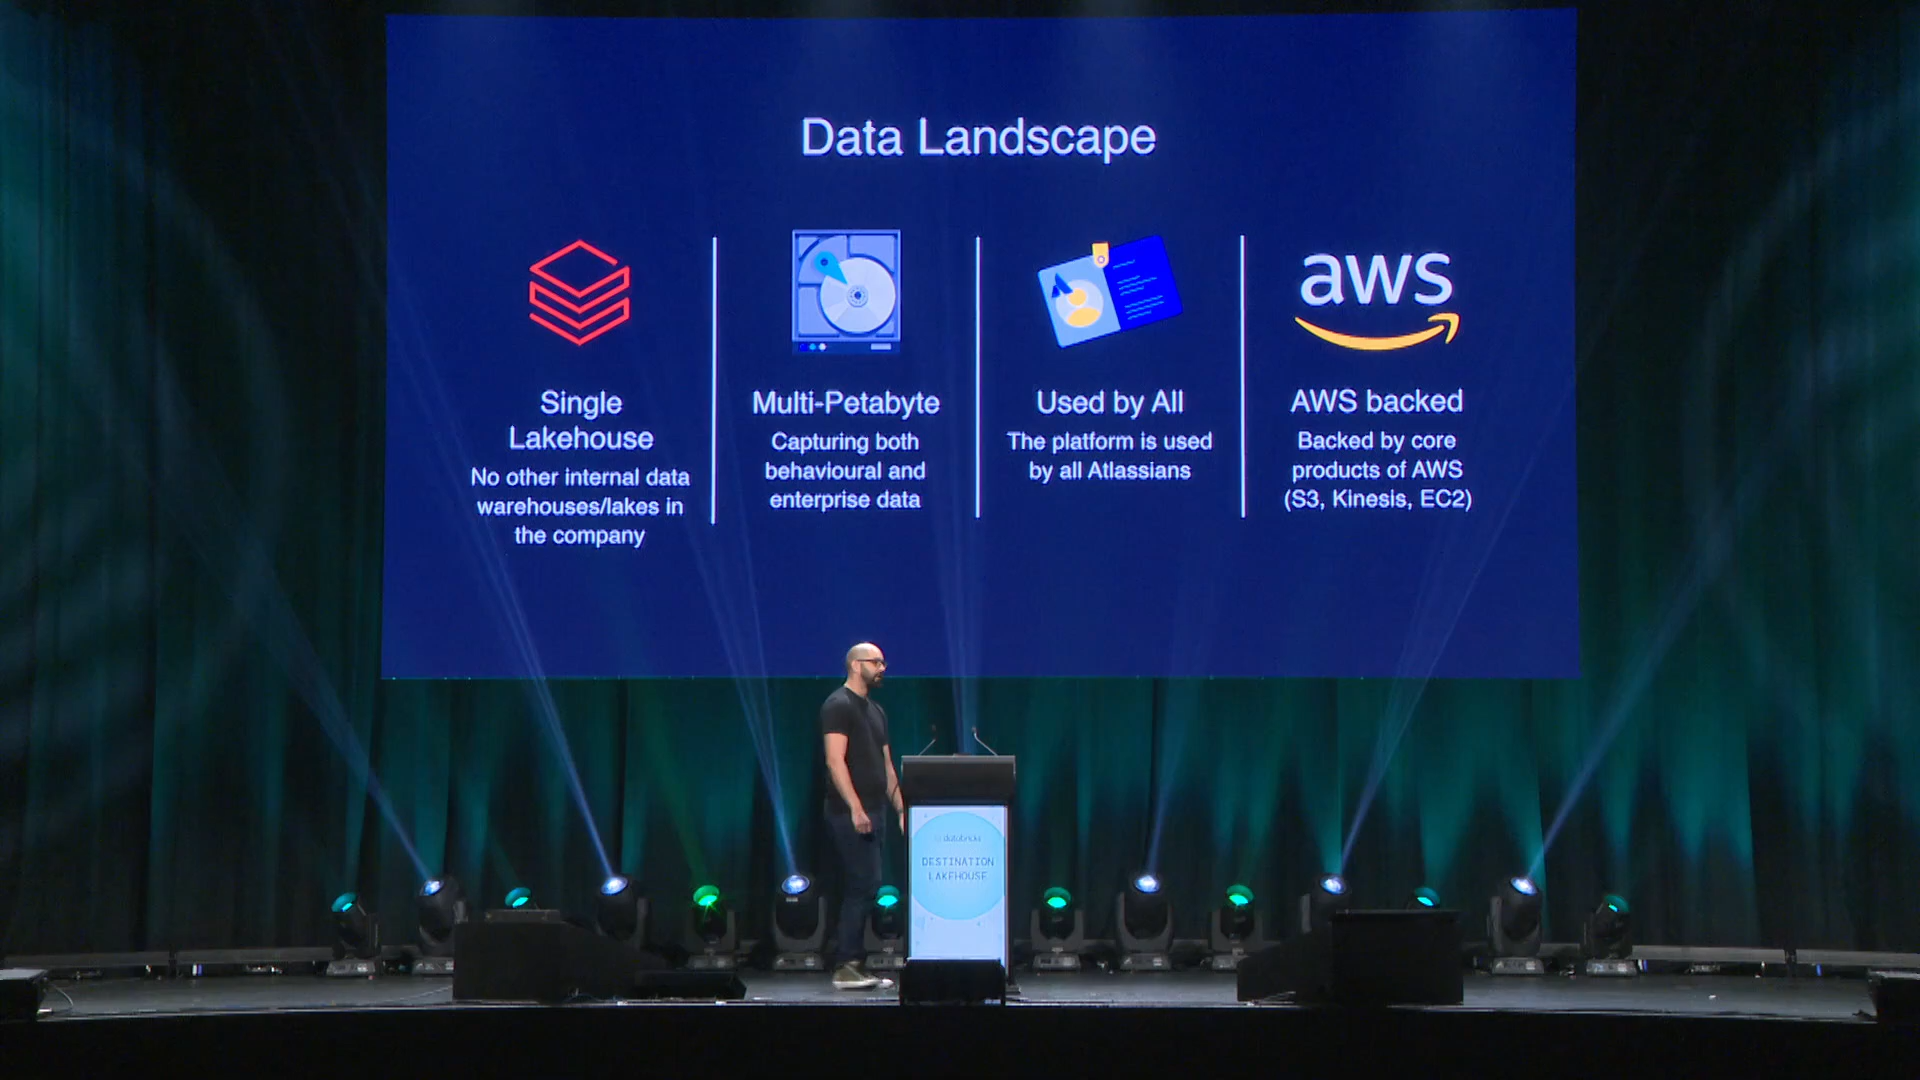 Data Landscape
Single
Lakehouse
No other internal data
warehouses/lakes in
the company
Multi-Petabyte
Capturing both
behavioural and
enterprise data
Used by All
The platform is used
by all Atlassians
aws
AWS backed
Backed by core
products of AWS
(S3, Kinesis, EC2)
databricks
DESTINATION
LAKEHOUSE